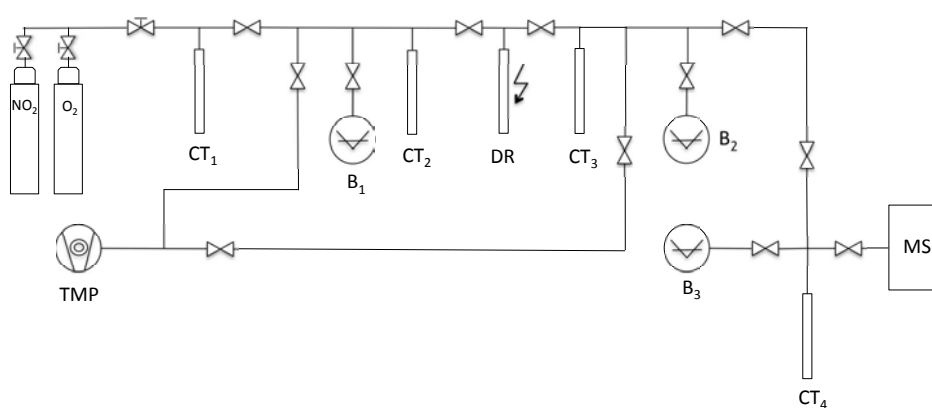 NO₂
O₂
CT₁
B₁
CT₂
DR
CT₃
B₂
TMP
B₃
MS
CT₄